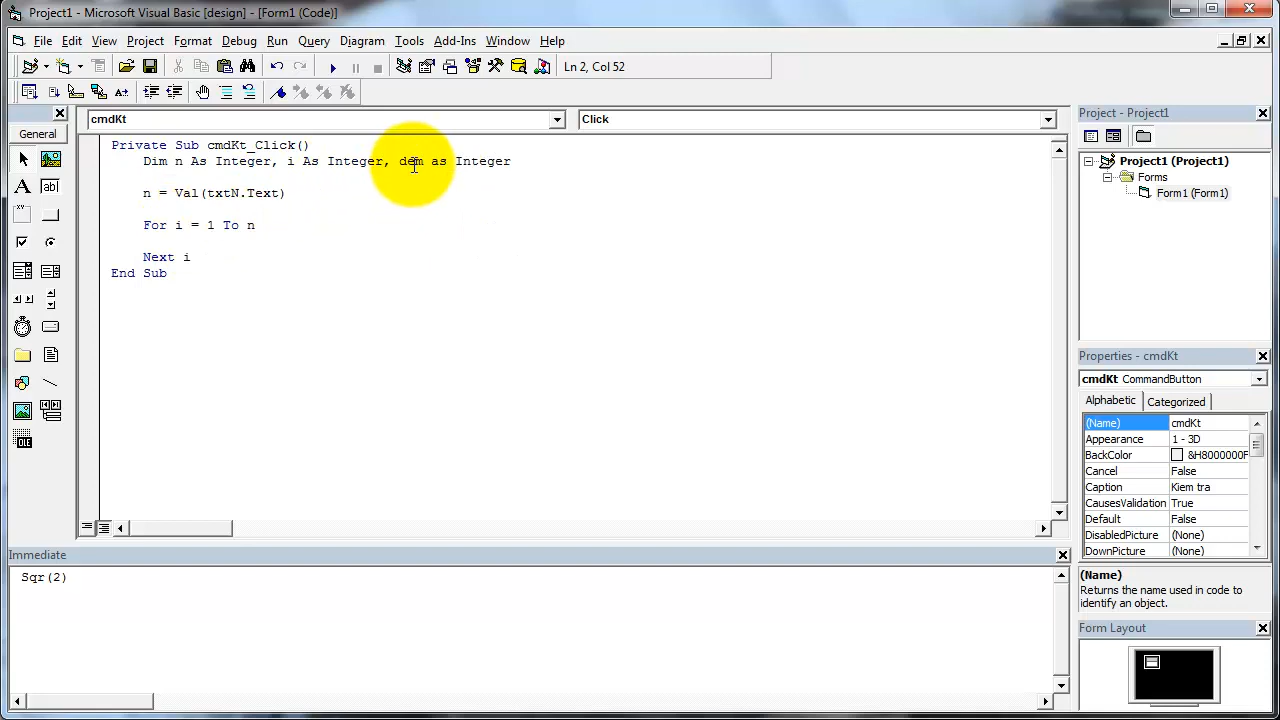 Project1 - Microsoft Visual Basic [design] - [Form1 (Code)]
File Edit View Project Format Debug Run Query Diagram Tools Add-Ins Window Help
Ln 2, Col 52
General
cmdKt
Click
Private Sub cmdKt_Click()
Dim n As Integer, i As Integer, dem as Integer
n = Val(txtN.Text)
For i = 1 To n
Next i
End Sub
Immediate
Sqr(2)
Project - Project1
Project1 (Project1)
Forms
Form1 (Form1)
Properties - cmdKt
cmdKt CommandButton
Alphabetic Categorized
(Name) cmdKt
Appearance 1 - 3D
BackColor &H8000000F
Cancel False
Caption Kiem tra
CausesValidation True
Default False
DisabledPicture (None)
DownPicture (None)
(Name)
Returns the name used in code to
identify an object.
Form Layout